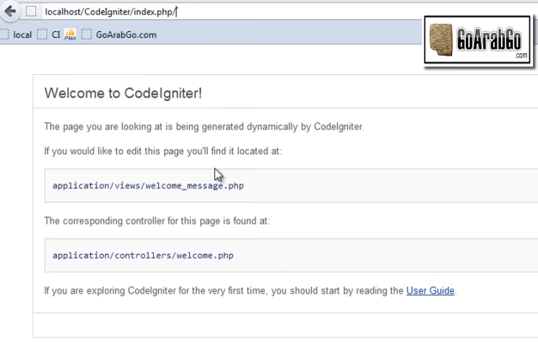 localhost/CodeIgniter/index.php/
local CI PMA GoArabGo.com
GoArabGo
.com
Welcome to CodeIgniter!
The page you are looking at is being generated dynamically by CodeIgniter.
If you would like to edit this page you'll find it located at:
application/views/welcome_message.php
The corresponding controller for this page is found at:
application/controllers/welcome.php
If you are exploring CodeIgniter for the very first time, you should start by reading the User Guide.